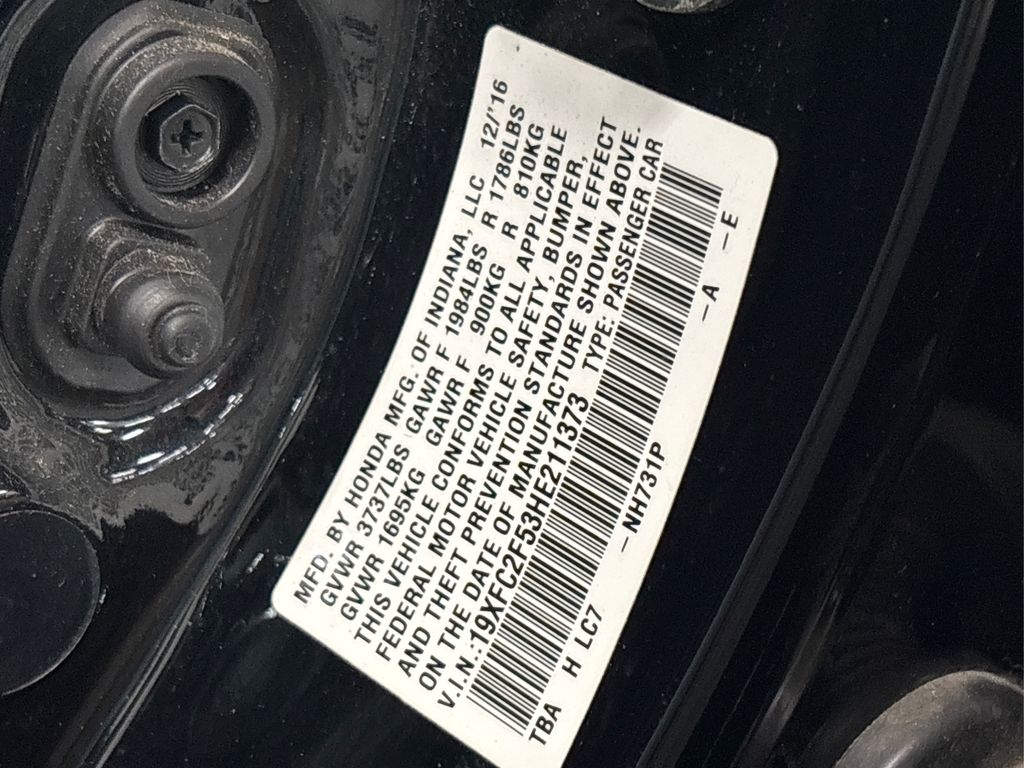 MFD. BY HONDA MFG. OF INDIANA, LLC 12/'16
GVWR 3737LBS GAWR F 1984LBS R 1786LBS
GVWR 1695KG GAWR F 900KG R 810KG
THIS VEHICLE CONFORMS TO ALL APPLICABLE
FEDERAL MOTOR VEHICLE SAFETY, BUMPER,
AND THEFT PREVENTION STANDARDS IN EFFECT
ON THE DATE OF MANUFACTURE SHOWN ABOVE.
V.I.N.:19XFC2F53HE211373 TYPE: PASSENGER CAR
TBA H LC7 – NH731P – A – E